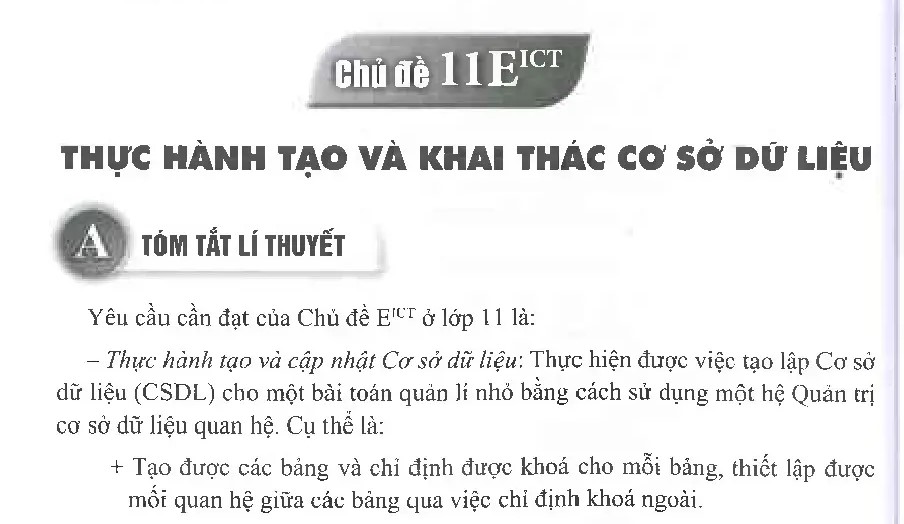 Chủ đề 11E^ICT
THỰC HÀNH TẠO VÀ KHAI THÁC CƠ SỞ DỮ LIỆU
A TÓM TẮT LÍ THUYẾT
Yêu cầu cần đạt của Chủ đề E^ICT ở lớp 11 là:
– Thực hành tạo và cập nhật Cơ sở dữ liệu: Thực hiện được việc tạo lập Cơ sở
dữ liệu (CSDL) cho một bài toán quản lí nhỏ bằng cách sử dụng một hệ Quản trị
cơ sở dữ liệu quan hệ. Cụ thể là:
+ Tạo được các bảng và chỉ định được khoá cho mỗi bảng, thiết lập được
mối quan hệ giữa các bảng qua việc chỉ định khoá ngoài.